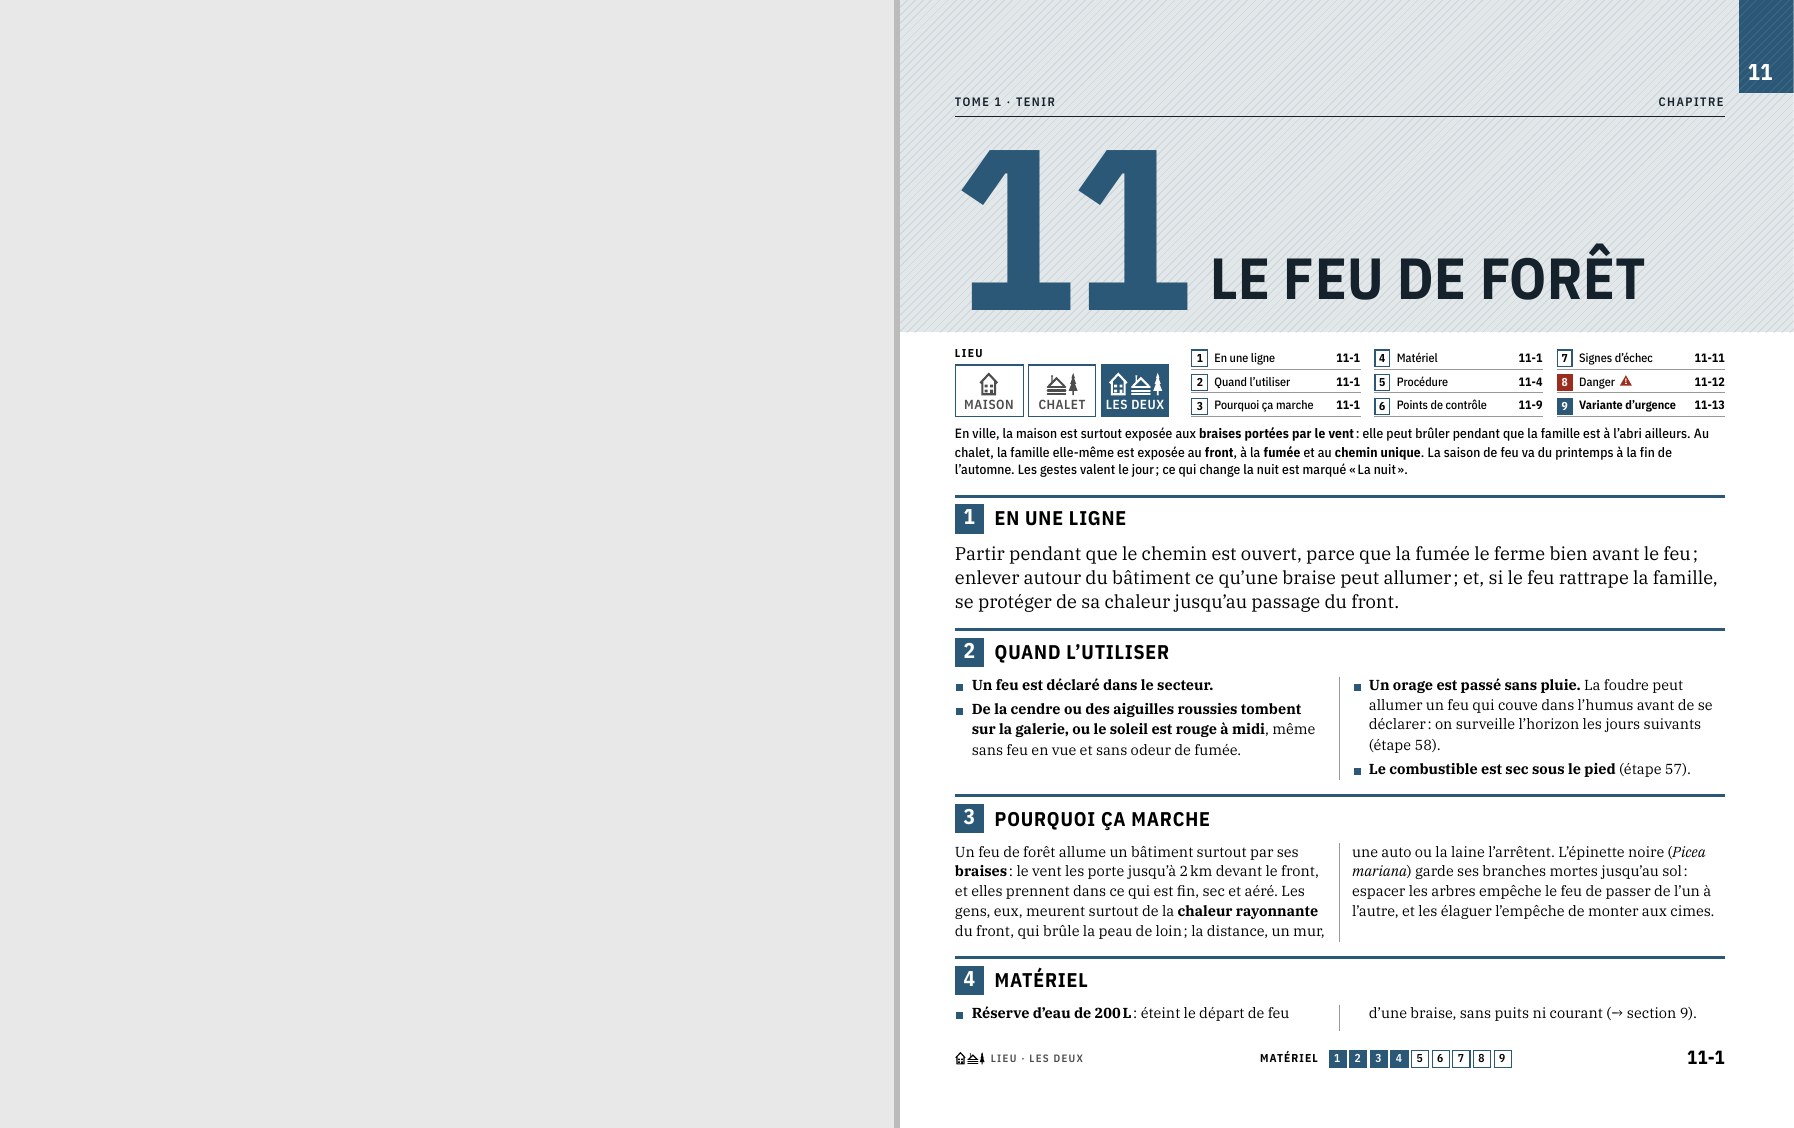 11
TOME 1 · TENIR
CHAPITRE
11 LE FEU DE FORÊT
LIEU
MAISON
CHALET
LES DEUX
1 En une ligne 11-1
2 Quand l’utiliser 11-1
3 Pourquoi ça marche 11-1
4 Matériel 11-1
5 Procédure 11-4
6 Points de contrôle 11-9
7 Signes d’échec 11-11
8 Danger 11-12
9 Variante d’urgence 11-13
En ville, la maison est surtout exposée aux braises portées par le vent : elle peut brûler pendant que la famille est à l’abri ailleurs. Au
chalet, la famille elle-même est exposée au front, à la fumée et au chemin unique. La saison de feu va du printemps à la fin de
l’automne. Les gestes valent le jour ; ce qui change la nuit est marqué « La nuit ».
1 EN UNE LIGNE
Partir pendant que le chemin est ouvert, parce que la fumée le ferme bien avant le feu ;
enlever autour du bâtiment ce qu’une braise peut allumer ; et, si le feu rattrape la famille,
se protéger de sa chaleur jusqu’au passage du front.
2 QUAND L’UTILISER
Un feu est déclaré dans le secteur.
De la cendre ou des aiguilles roussies tombent
sur la galerie, ou le soleil est rouge à midi, même
sans feu en vue et sans odeur de fumée.
Un orage est passé sans pluie. La foudre peut
allumer un feu qui couve dans l’humus avant de se
déclarer : on surveille l’horizon les jours suivants
(étape 58).
Le combustible est sec sous le pied (étape 57).
3 POURQUOI ÇA MARCHE
Un feu de forêt allume un bâtiment surtout par ses
braises : le vent les porte jusqu’à 2 km devant le front,
et elles prennent dans ce qui est fin, sec et aéré. Les
gens, eux, meurent surtout de la chaleur rayonnante
du front, qui brûle la peau de loin ; la distance, un mur,
une auto ou la laine l’arrêtent. L’épinette noire (Picea
mariana) garde ses branches mortes jusqu’au sol :
espacer les arbres empêche le feu de passer de l’un à
l’autre, et les élaguer l’empêche de monter aux cimes.
4 MATÉRIEL
Réserve d’eau de 200 L : éteint le départ de feu
d’une braise, sans puits ni courant (→ section 9).
LIEU · LES DEUX
MATÉRIEL 1 2 3 4 5 6 7 8 9
11-1